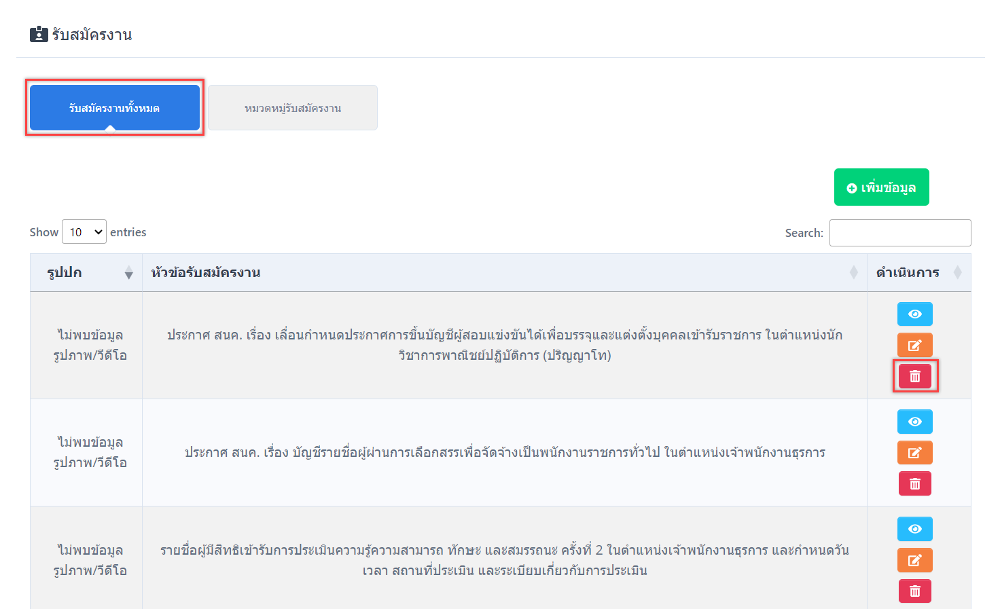 รับสมัครงาน
รับสมัครงานทั้งหมด
หมวดหมู่รับสมัครงาน
เพิ่มข้อมูล
Show 10 entries
Search:
รูปปก
หัวข้อรับสมัครงาน
ดำเนินการ
ไม่พบข้อมูล
รูปภาพ/วีดีโอ
ประกาศ สนค. เรื่อง เลื่อนกำหนดประกาศการขึ้นบัญชีผู้สอบแข่งขันได้เพื่อบรรจุและแต่งตั้งบุคคลเข้ารับราชการ ในตำแหน่งนัก
วิชาการพาณิชย์ปฏิบัติการ (ปริญญาโท)
ไม่พบข้อมูล
รูปภาพ/วีดีโอ
ประกาศ สนค. เรื่อง บัญชีรายชื่อผู้ผ่านการเลือกสรรเพื่อจัดจ้างเป็นพนักงานราชการทั่วไป ในตำแหน่งเจ้าพนักงานธุรการ
ไม่พบข้อมูล
รูปภาพ/วีดีโอ
รายชื่อผู้มีสิทธิเข้ารับการประเมินความรู้ความสามารถ ทักษะ และสมรรถนะ ครั้งที่ 2 ในตำแหน่งเจ้าพนักงานธุรการ และกำหนดวัน
เวลา สถานที่ประเมิน และระเบียบเกี่ยวกับการประเมิน